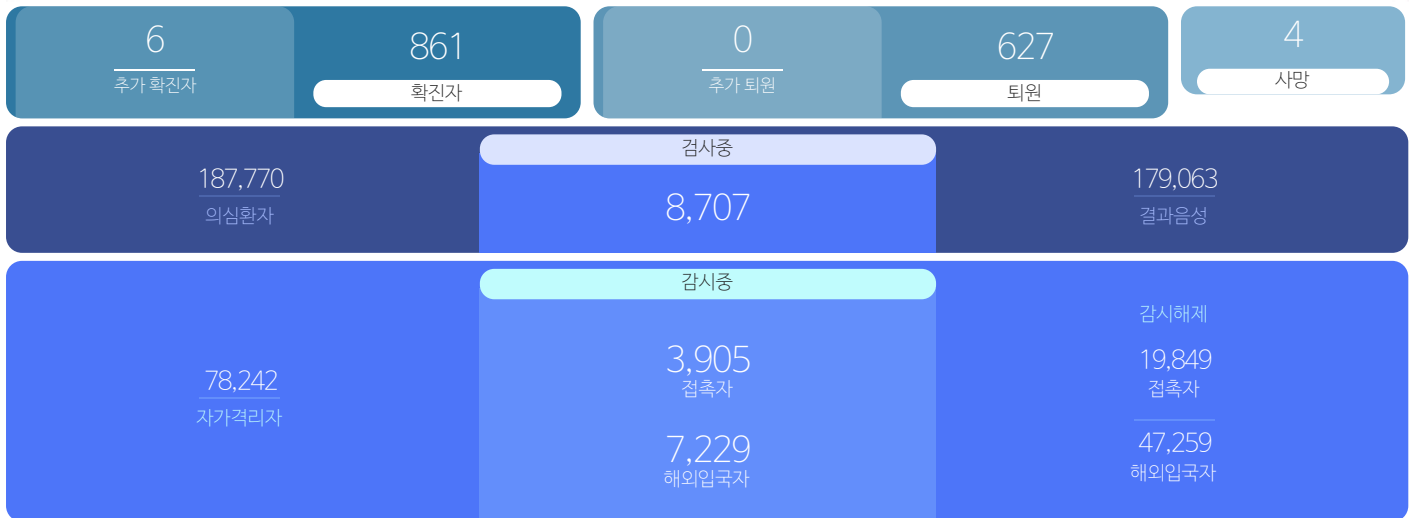 6
추가 확진자
861
확진자
0
추가 퇴원
627
퇴원
4
사망
187,770
의심환자
검사중
8,707
179,063
결과음성
78,242
자가격리자
감시중
3,905
접촉자
7,229
해외입국자
감시해제
19,849
접촉자
47,259
해외입국자